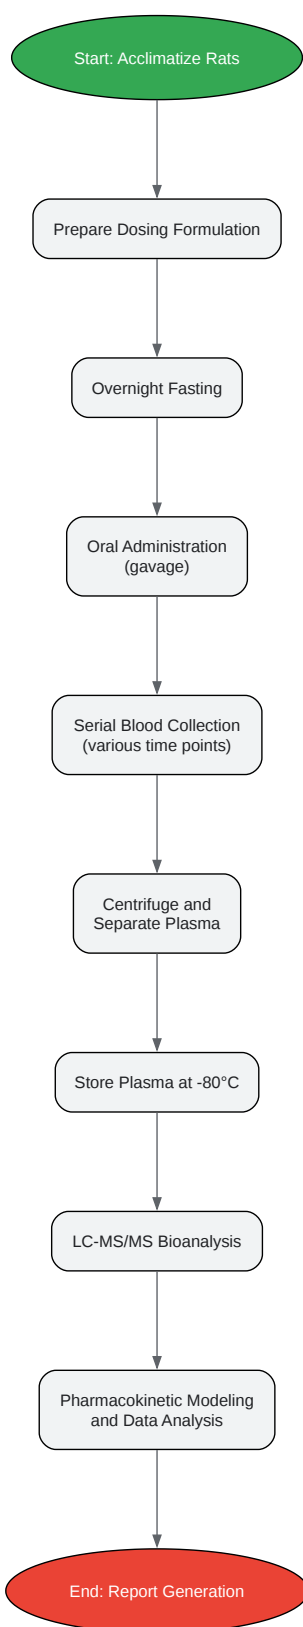 Start: Acclimatize Rats
Prepare Dosing Formulation
Overnight Fasting
Oral Administration
(gavage)
Serial Blood Collection
(various time points)
Centrifuge and
Separate Plasma
Store Plasma at -80°C
LC-MS/MS Bioanalysis
Pharmacokinetic Modeling
and Data Analysis
End: Report Generation